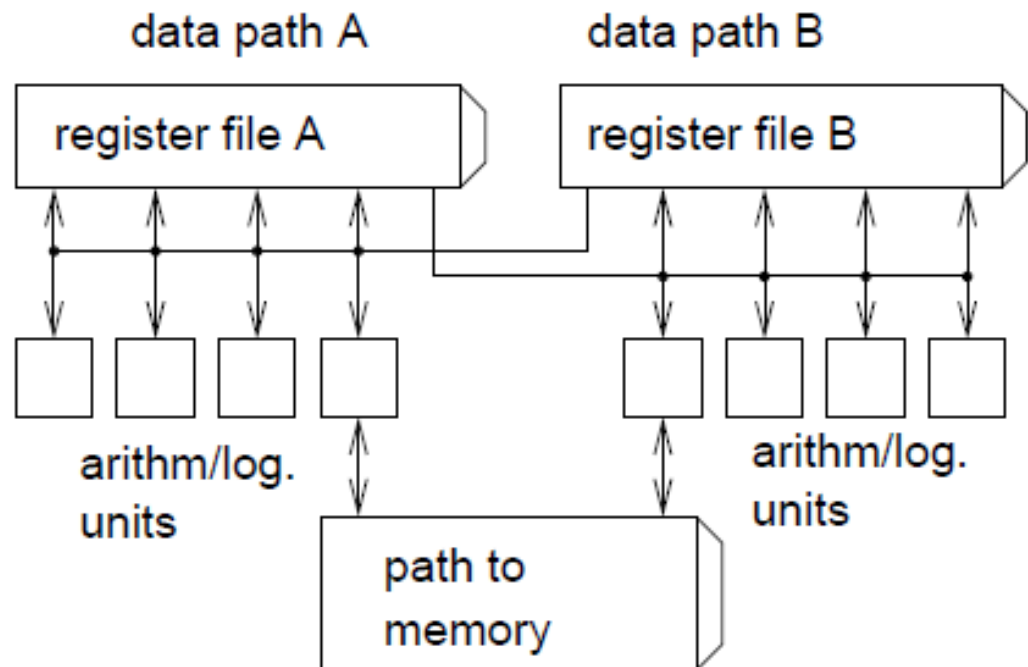 data path A
data path B
register file A
register file B
arithm/log.
units
arithm/log.
units
path to
memory